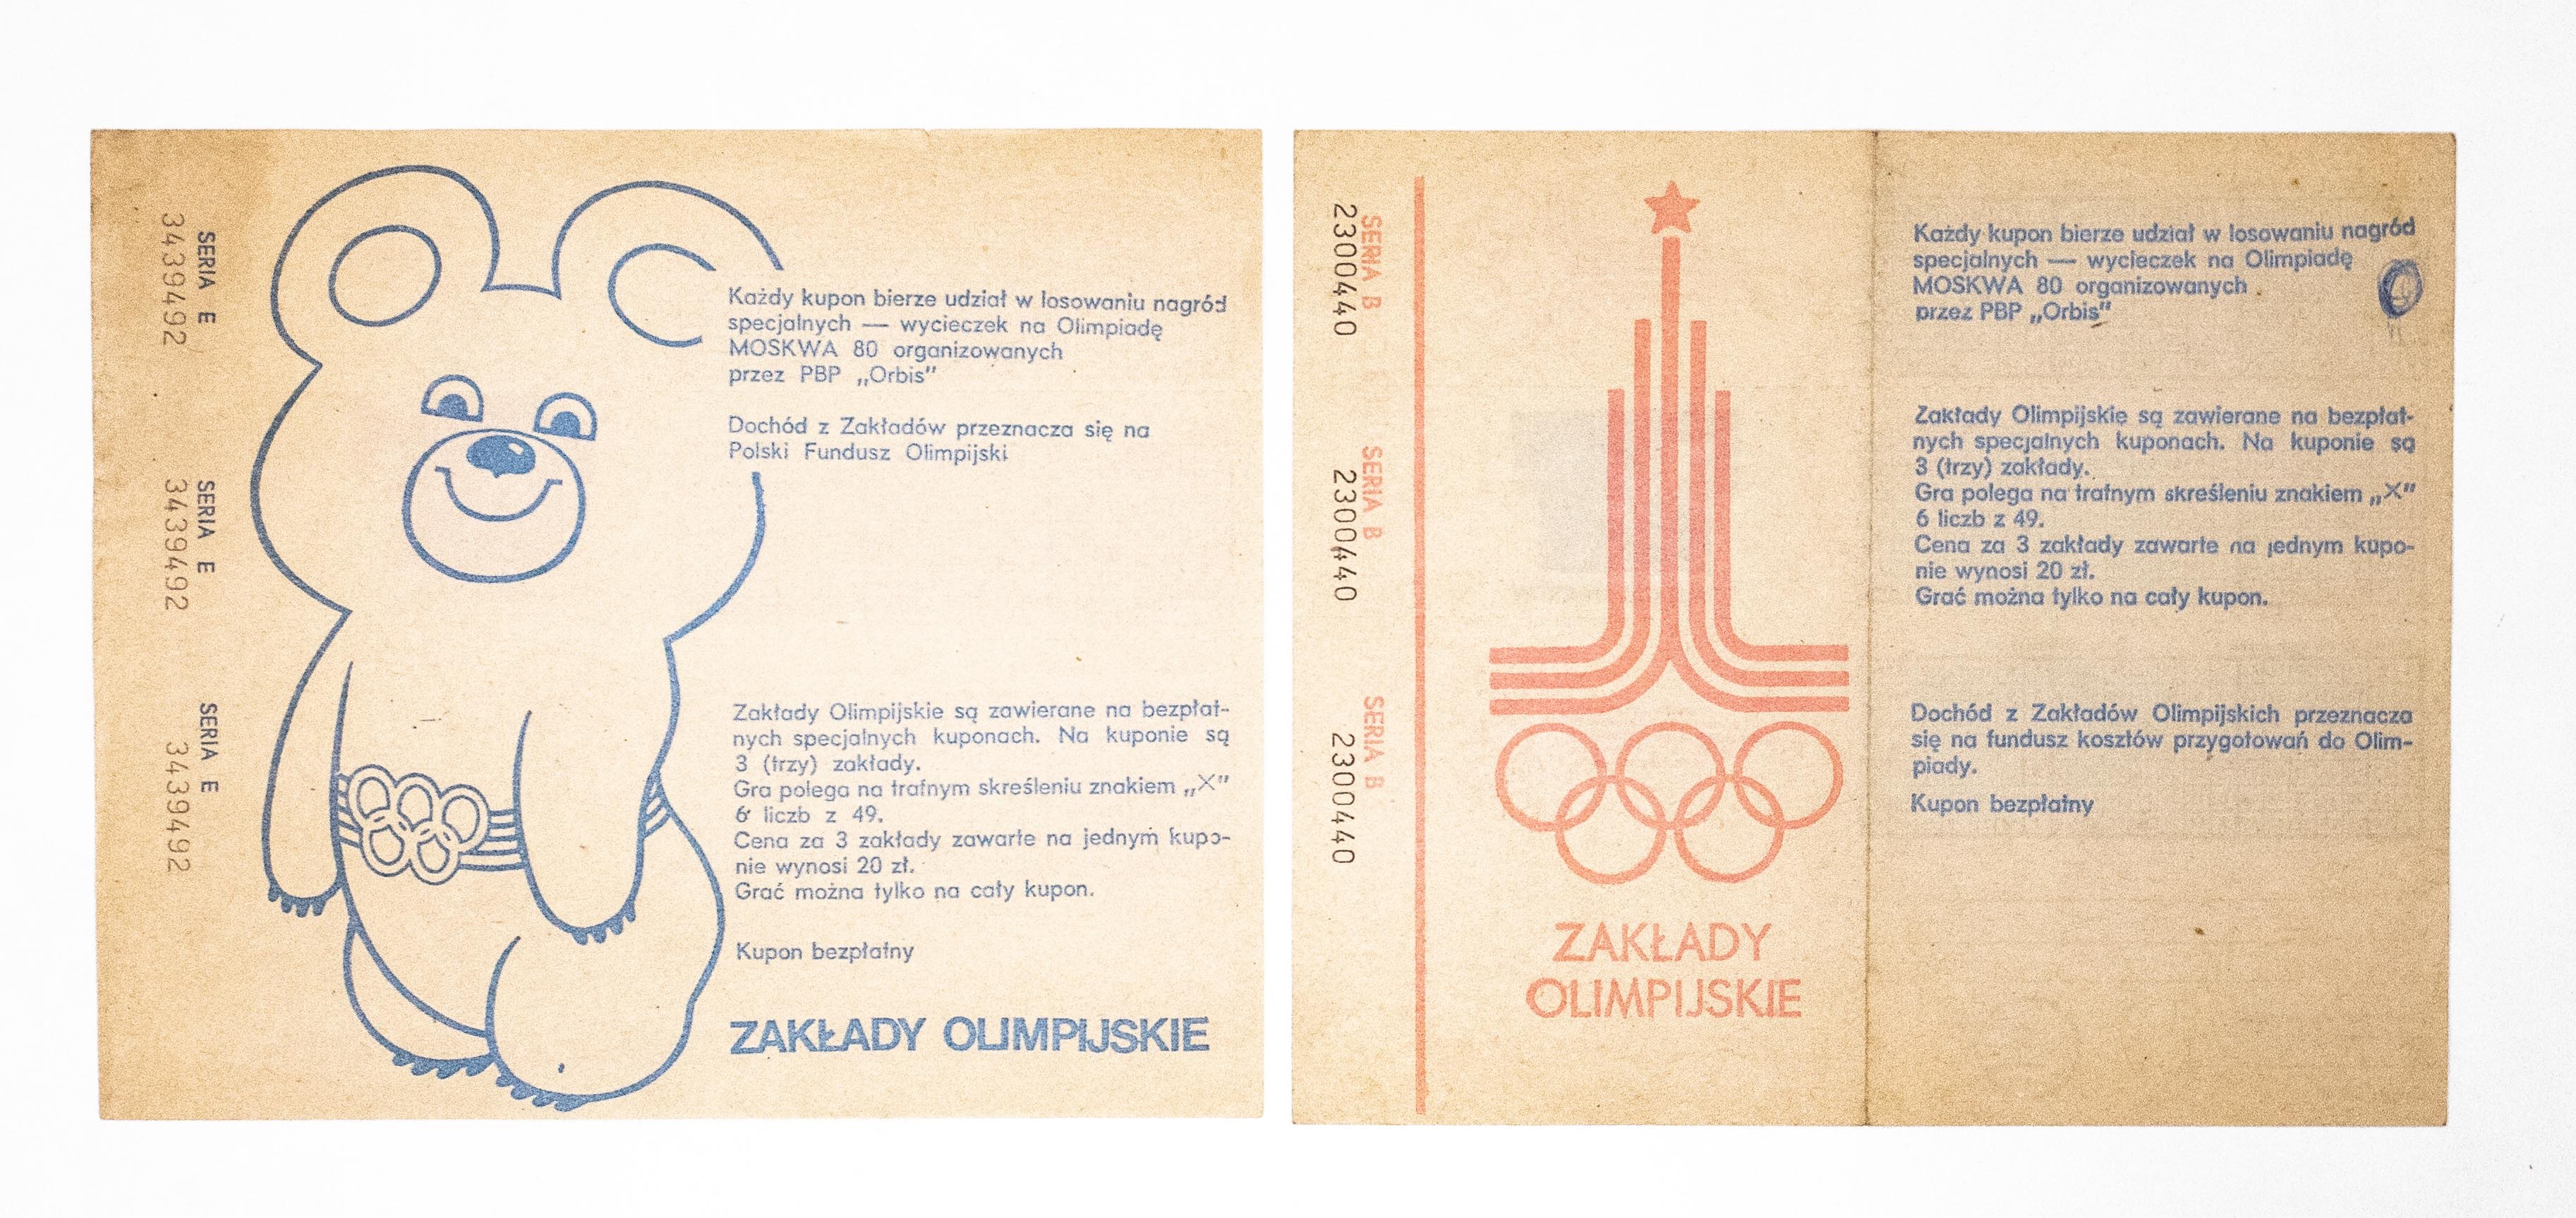 SERIA E
3439492
SERIA E
3439492
SERIA E
3439492
Każdy kupon bierze udział w losowaniu nagród
specjalnych — wycieczek na Olimpiadę
MOSKWA 80 organizowanych
przez PBP „Orbis”
Dochód z Zakładów przeznacza się na
Polski Fundusz Olimpijski
Zakłady Olimpijskie są zawierane na bezpłat-
nych specjalnych kuponach. Na kuponie są
3 (trzy) zakłady.
Gra polega na trafnym skreśleniu znakiem „X”
6 liczb z 49.
Cena za 3 zakłady zawarte na jednym kupo-
nie wynosi 20 zł.
Grać można tylko na cały kupon.
Kupon bezpłatny
ZAKŁADY OLIMPIJSKIE
SERIA B
2300440
SERIA B
2300440
SERIA B
2300440
ZAKŁADY
OLIMPIJSKIE
Każdy kupon bierze udział w losowaniu nagród
specjalnych — wycieczek na Olimpiadę
MOSKWA 80 organizowanych
przez PBP „Orbis”
Zakłady Olimpijskie są zawierane na bezpłat-
nych specjalnych kuponach. Na kuponie są
3 (trzy) zakłady.
Gra polega na trafnym skreśleniu znakiem „X”
6 liczb z 49.
Cena za 3 zakłady zawarte na jednym kupo-
nie wynosi 20 zł.
Grać można tylko na cały kupon.
Dochód z Zakładów Olimpijskich przeznacza
się na fundusz kosztów przygotowań do Olim-
piady.
Kupon bezpłatny